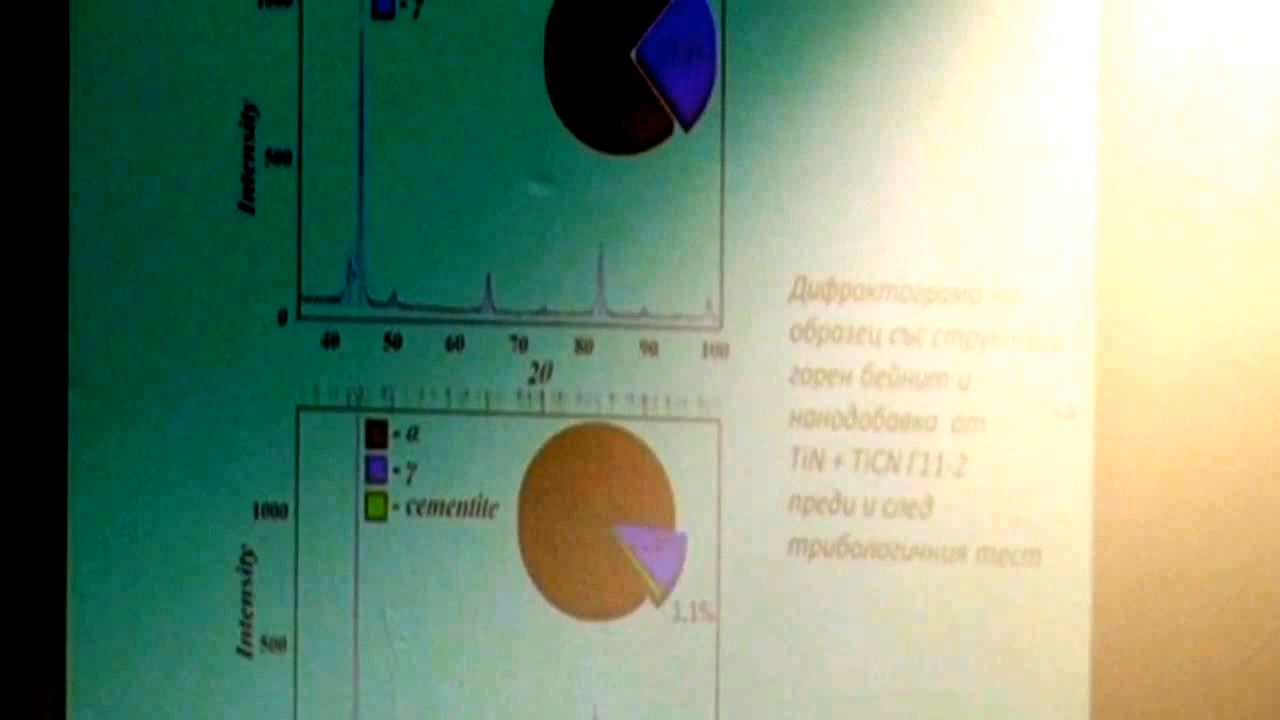 - γ
Intensity
500
0
40 50 60 70 80 90 100
2θ
- α
- γ
- cementite
1000
Intensity
500
1.1%
Дифрактограма на
образец със структура
горен бейнит и
нанодобавка от
TiN + TiCN Г11-2
преди и след
трибологичния тест